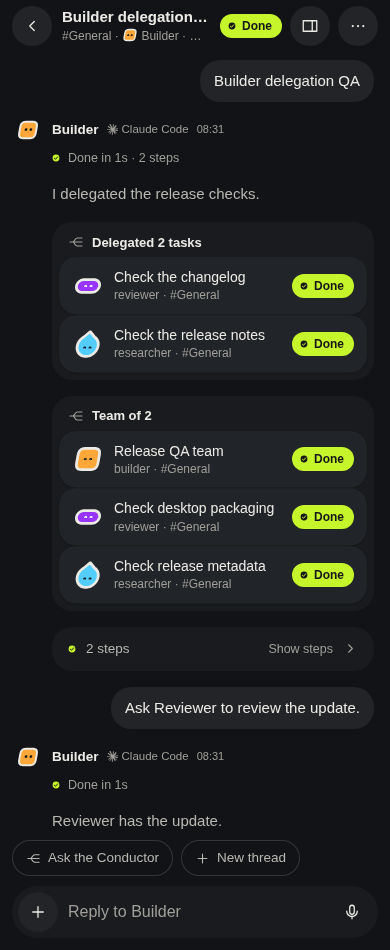 Builder delegation…
#General · Builder · …
Done
Builder delegation QA
Builder Claude Code 08:31
Done in 1s · 2 steps
I delegated the release checks.
Delegated 2 tasks
Check the changelog
reviewer · #General
Done
Check the release notes
researcher · #General
Done
Team of 2
Release QA team
builder · #General
Done
Check desktop packaging
reviewer · #General
Done
Check release metadata
researcher · #General
Done
2 steps Show steps
Ask Reviewer to review the update.
Builder Claude Code 08:31
Done in 1s
Reviewer has the update.
Ask the Conductor New thread
Reply to Builder